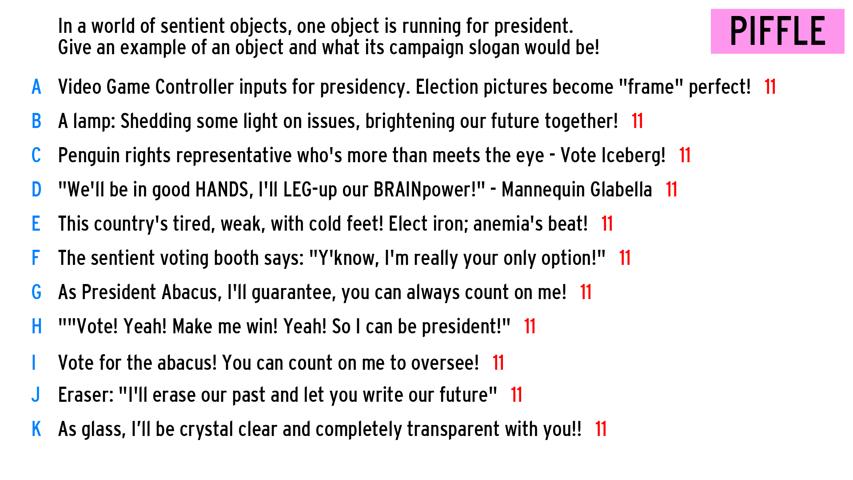 In a world of sentient objects, one object is running for president.
Give an example of an object and what its campaign slogan would be!
PIFFLE
A Video Game Controller inputs for presidency. Election pictures become "frame" perfect! 11
B A lamp: Shedding some light on issues, brightening our future together! 11
C Penguin rights representative who's more than meets the eye - Vote Iceberg! 11
D "We'll be in good HANDS, I'll LEG-up our BRAINpower!" - Mannequin Glabella 11
E This country's tired, weak, with cold feet! Elect iron; anemia's beat! 11
F The sentient voting booth says: "Y'know, I'm really your only option!" 11
G As President Abacus, I'll guarantee, you can always count on me! 11
H ""Vote! Yeah! Make me win! Yeah! So I can be president!" 11
I Vote for the abacus! You can count on me to oversee! 11
J Eraser: "I'll erase our past and let you write our future" 11
K As glass, I’ll be crystal clear and completely transparent with you!! 11